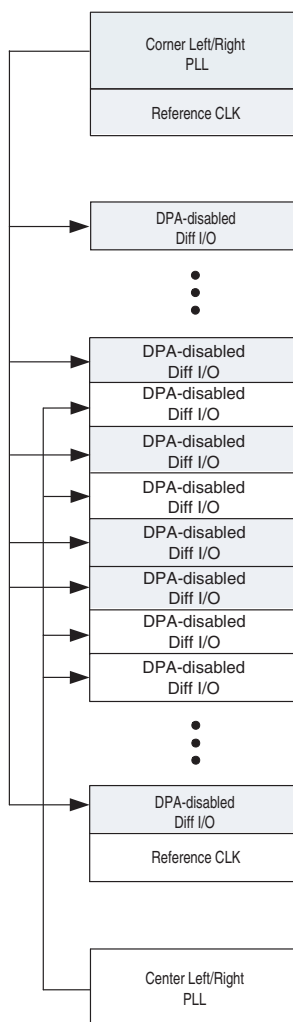 Corner Left/Right
PLL
Reference CLK
DPA-disabled
Diff I/O
DPA-disabled
Diff I/O
DPA-disabled
Diff I/O
DPA-disabled
Diff I/O
DPA-disabled
Diff I/O
DPA-disabled
Diff I/O
DPA-disabled
Diff I/O
DPA-disabled
Diff I/O
DPA-disabled
Diff I/O
DPA-disabled
Diff I/O
Reference CLK
Center Left/Right
PLL